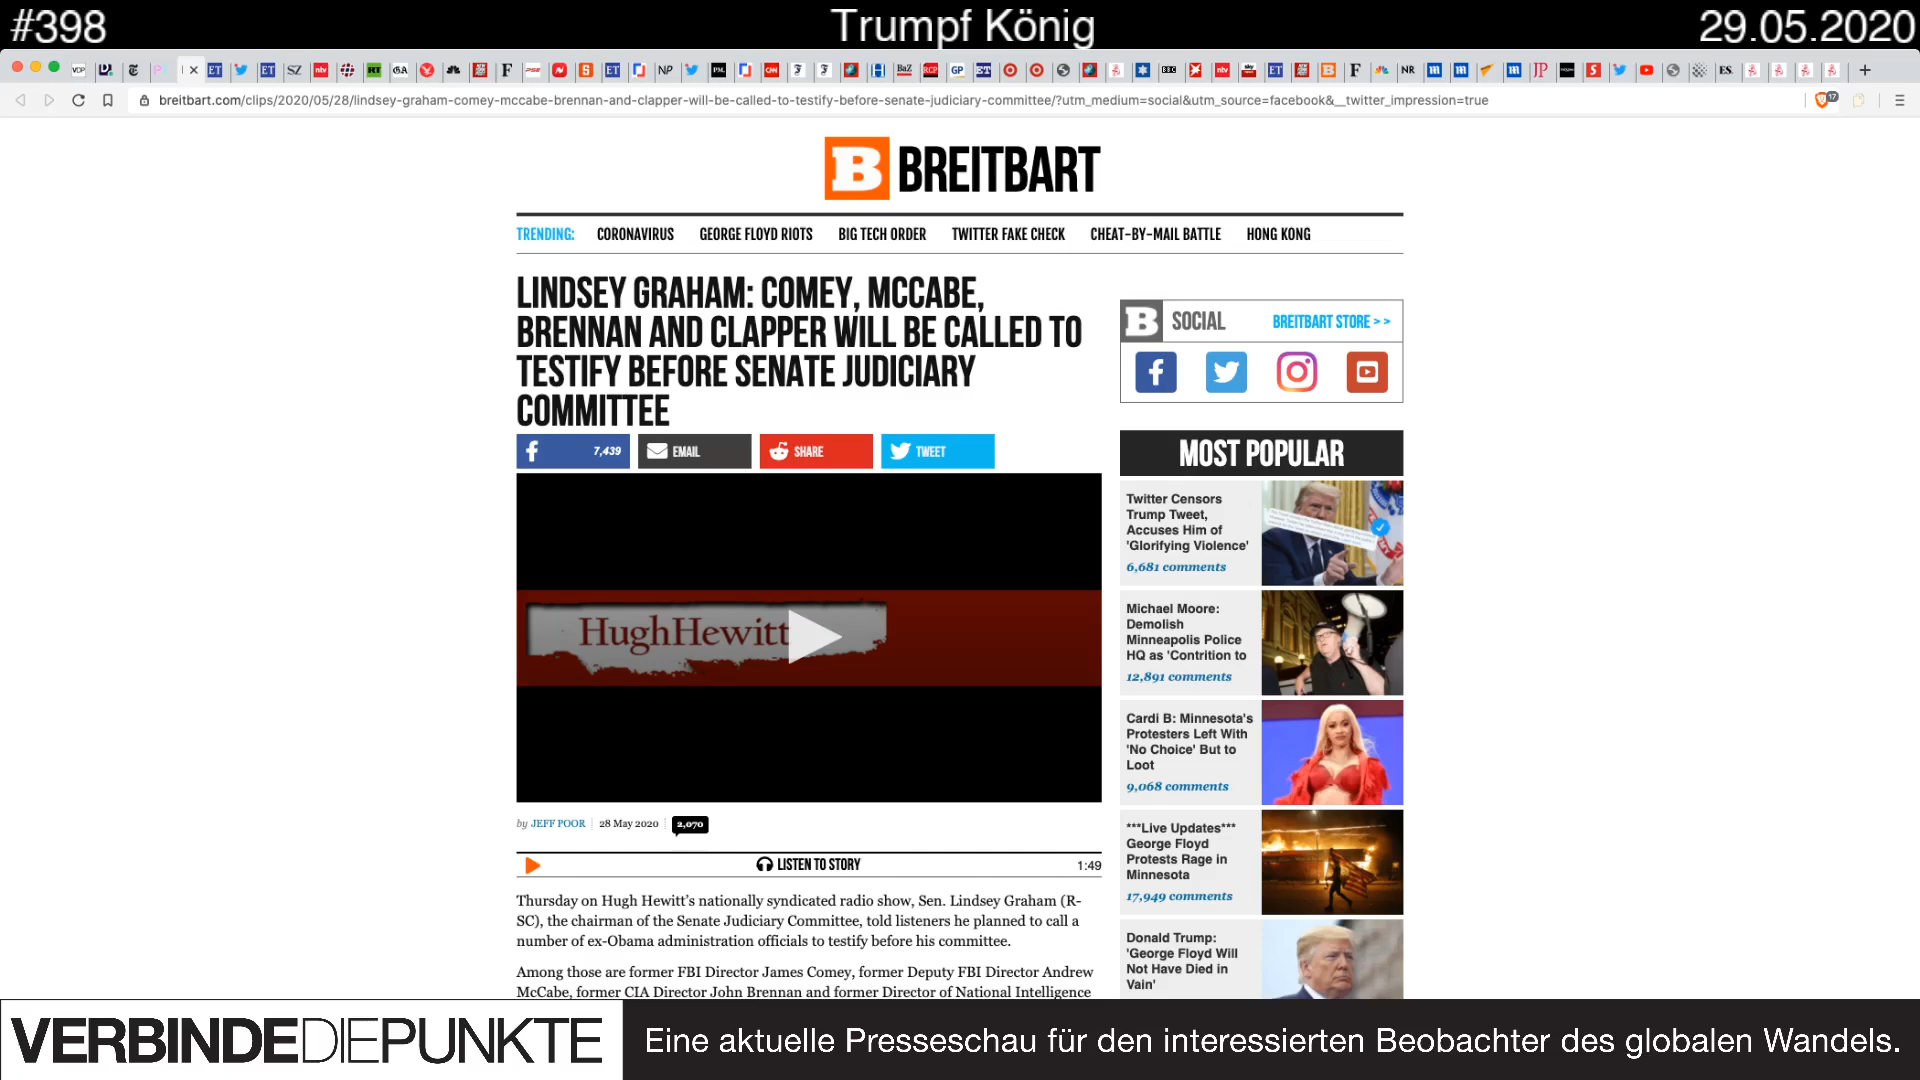 #398
Trumpf König
29.05.2020
breitbart.com/clips/2020/05/28/lindsey-graham-comey-mccabe-brennan-and-clapper-will-be-called-to-testify-before-senate-judiciary-committee/?utm_medium=social&utm_source=facebook&__twitter_impression=true
B BREITBART
TRENDING: CORONAVIRUS GEORGE FLOYD RIOTS BIG TECH ORDER TWITTER FAKE CHECK CHEAT-BY-MAIL BATTLE HONG KONG
LINDSEY GRAHAM: COMEY, MCCABE,
BRENNAN AND CLAPPER WILL BE CALLED TO
TESTIFY BEFORE SENATE JUDICIARY
COMMITTEE
7,439 EMAIL SHARE TWEET
HughHewitt
by JEFF POOR 28 May 2020 2,070
LISTEN TO STORY 1:49
Thursday on Hugh Hewitt's nationally syndicated radio show, Sen. Lindsey Graham (R-
SC), the chairman of the Senate Judiciary Committee, told listeners he planned to call a
number of ex-Obama administration officials to testify before his committee.
Among those are former FBI Director James Comey, former Deputy FBI Director Andrew
McCabe, former CIA Director John Brennan and former Director of National Intelligence
B SOCIAL BREITBART STORE > >
MOST POPULAR
Twitter Censors
Trump Tweet,
Accuses Him of
'Glorifying Violence'
6,681 comments
Michael Moore:
Demolish
Minneapolis Police
HQ as 'Contrition to
12,891 comments
Cardi B: Minnesota's
Protesters Left With
'No Choice' But to
Loot
9,068 comments
***Live Updates***
George Floyd
Protests Rage in
Minnesota
17,949 comments
Donald Trump:
'George Floyd Will
Not Have Died in
Vain'
VERBINDEDIEPUNKTE
Eine aktuelle Presseschau für den interessierten Beobachter des globalen Wandels.